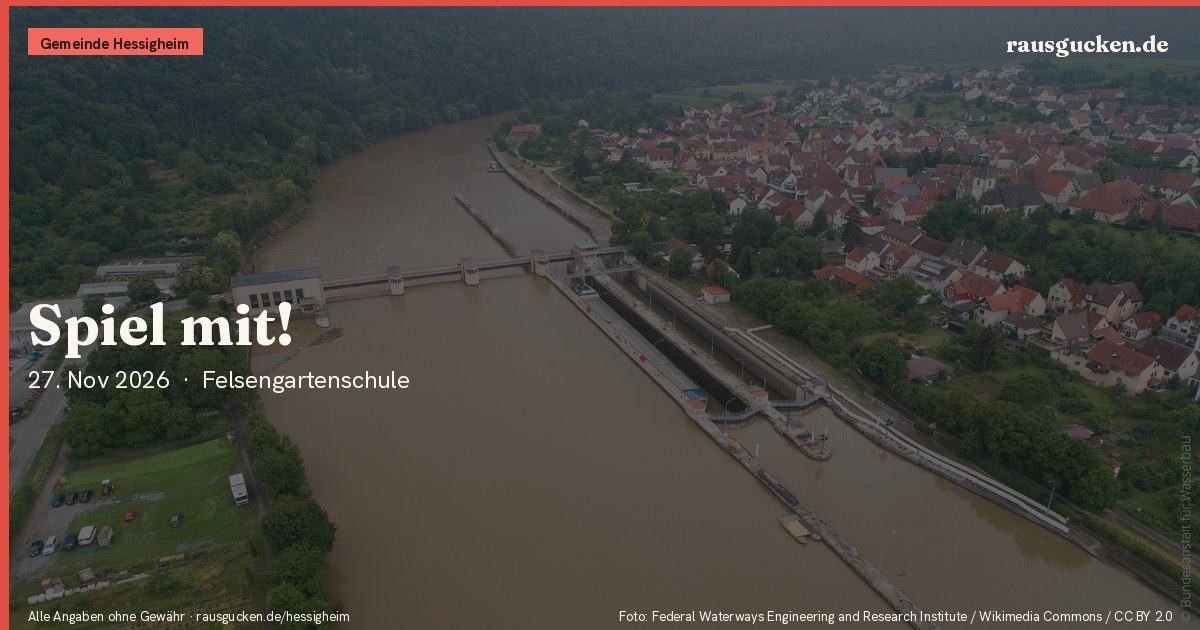 Gemeinde Hessigheim
rausgucken.de
Spiel mit!
27. Nov 2026 · Felsengartenschule
Alle Angaben ohne Gewähr · rausgucken.de/hessigheim
Foto: Federal Waterways Engineering and Research Institute / Wikimedia Commons / CC BY 2.0
© Bundesanstalt für Wasserbau